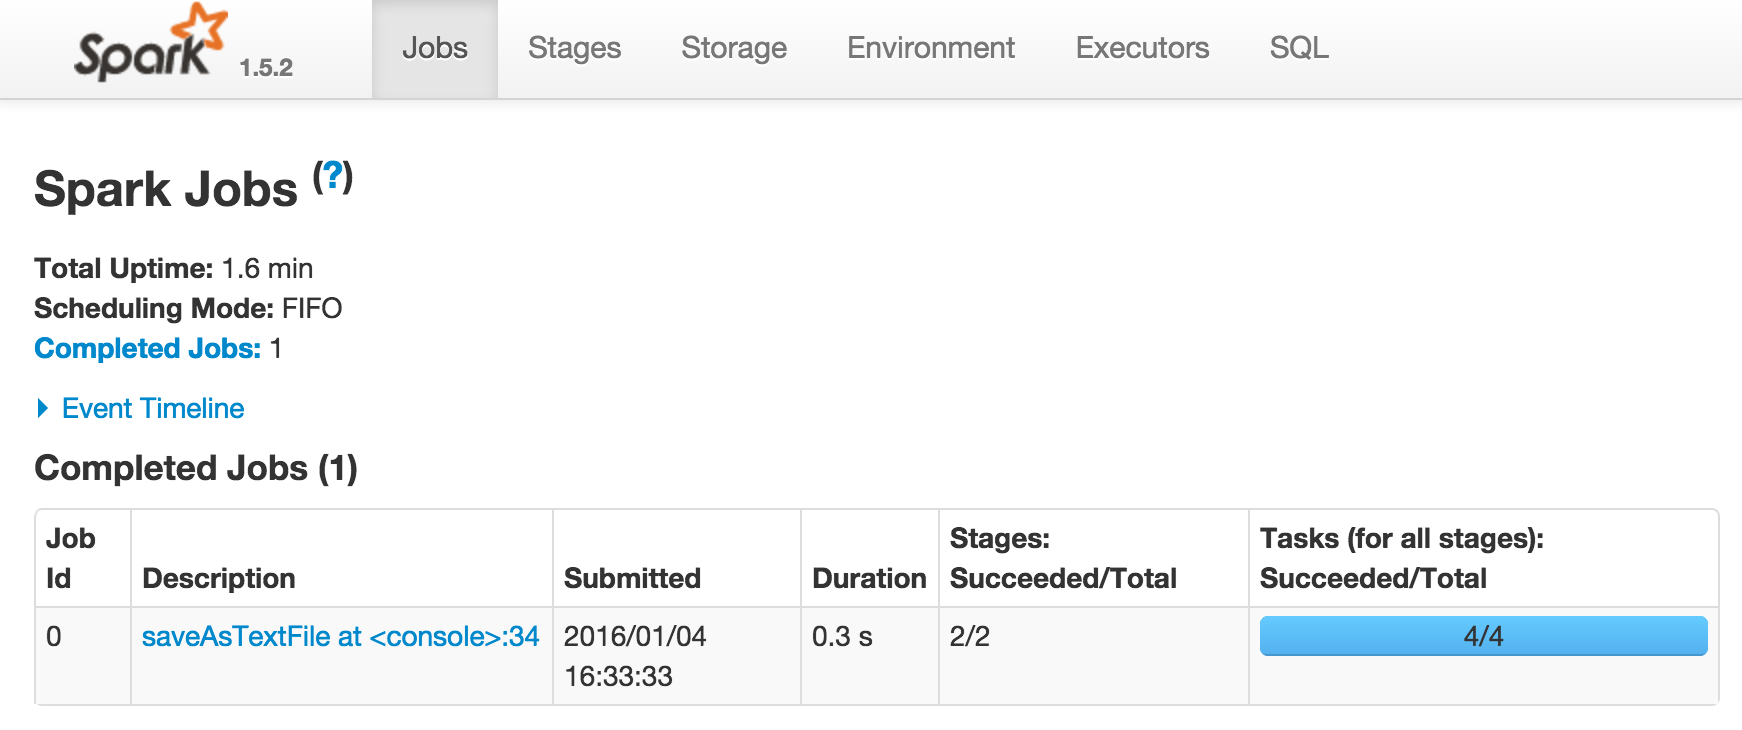 Spark 1.5.2 Jobs Stages Storage Environment Executors SQL
Spark Jobs (?)
Total Uptime: 1.6 min
Scheduling Mode: FIFO
Completed Jobs: 1
Event Timeline
Completed Jobs (1)
Job Id Description Submitted Duration Stages: Succeeded/Total Tasks (for all stages): Succeeded/Total
0 saveAsTextFile at <console>:34 2016/01/04 16:33:33 0.3 s 2/2 4/4